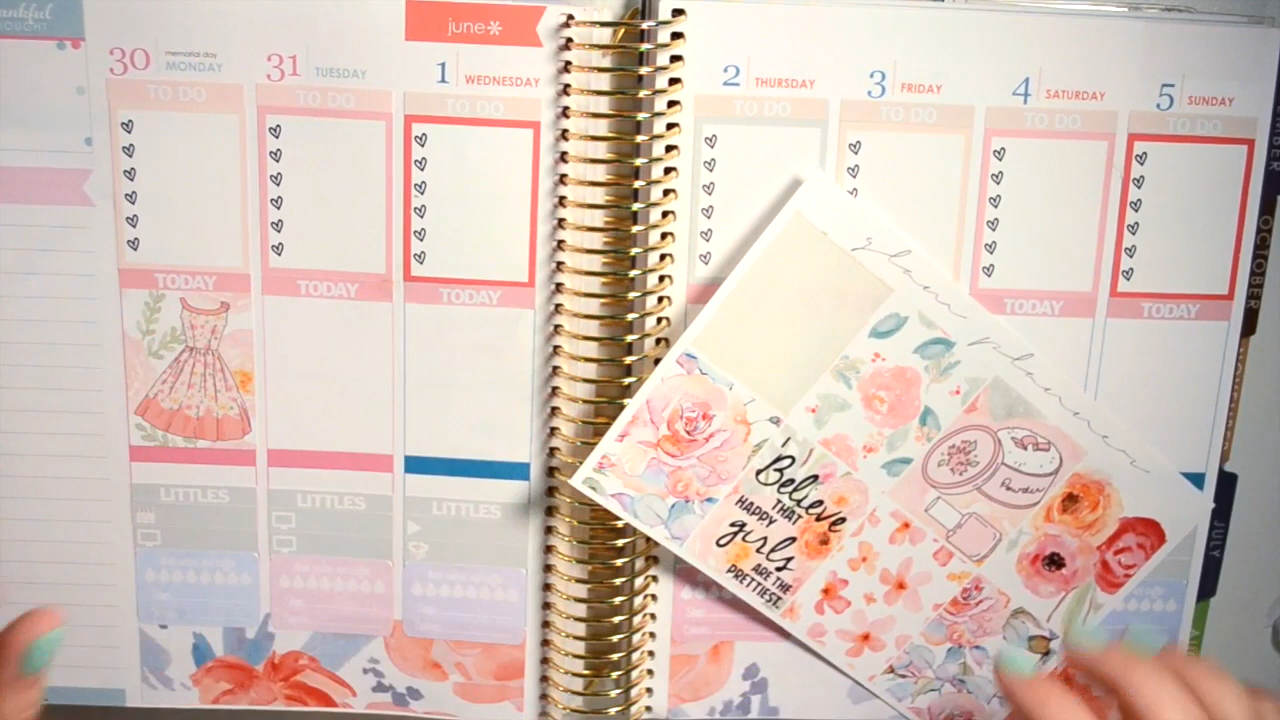 ankful
OUGHT
june*
30
memorial day
MONDAY
31 TUESDAY
1 WEDNESDAY
2 THURSDAY
3 FRIDAY
4 SATURDAY
5 SUNDAY
TO DO
TO DO
TO DO
TO DO
TO DO
TO DO
TO DO
TODAY
TODAY
TODAY
TODAY
TODAY
LITTLES
LITTLES
LITTLES
Believe
THAT
HAPPY
girls
ARE THE
PRETTIEST.
Powder
OCTOBER
JULY